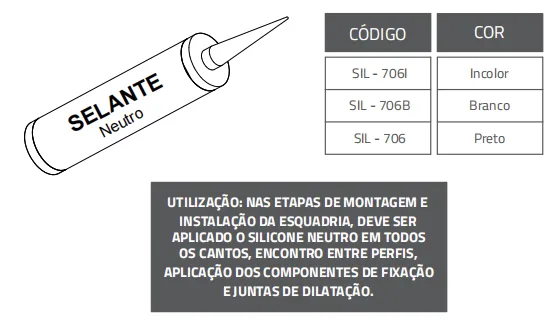 SELANTE
Neutro
CÓDIGO COR
SIL - 706I Incolor
SIL - 706B Branco
SIL - 706 Preto
UTILIZAÇÃO: NAS ETAPAS DE MONTAGEM E
INSTALAÇÃO DA ESQUADRIA, DEVE SER
APLICADO O SILICONE NEUTRO EM TODOS
OS CANTOS, ENCONTRO ENTRE PERFIS,
APLICAÇÃO DOS COMPONENTES DE FIXAÇÃO
E JUNTAS DE DILATAÇÃO.